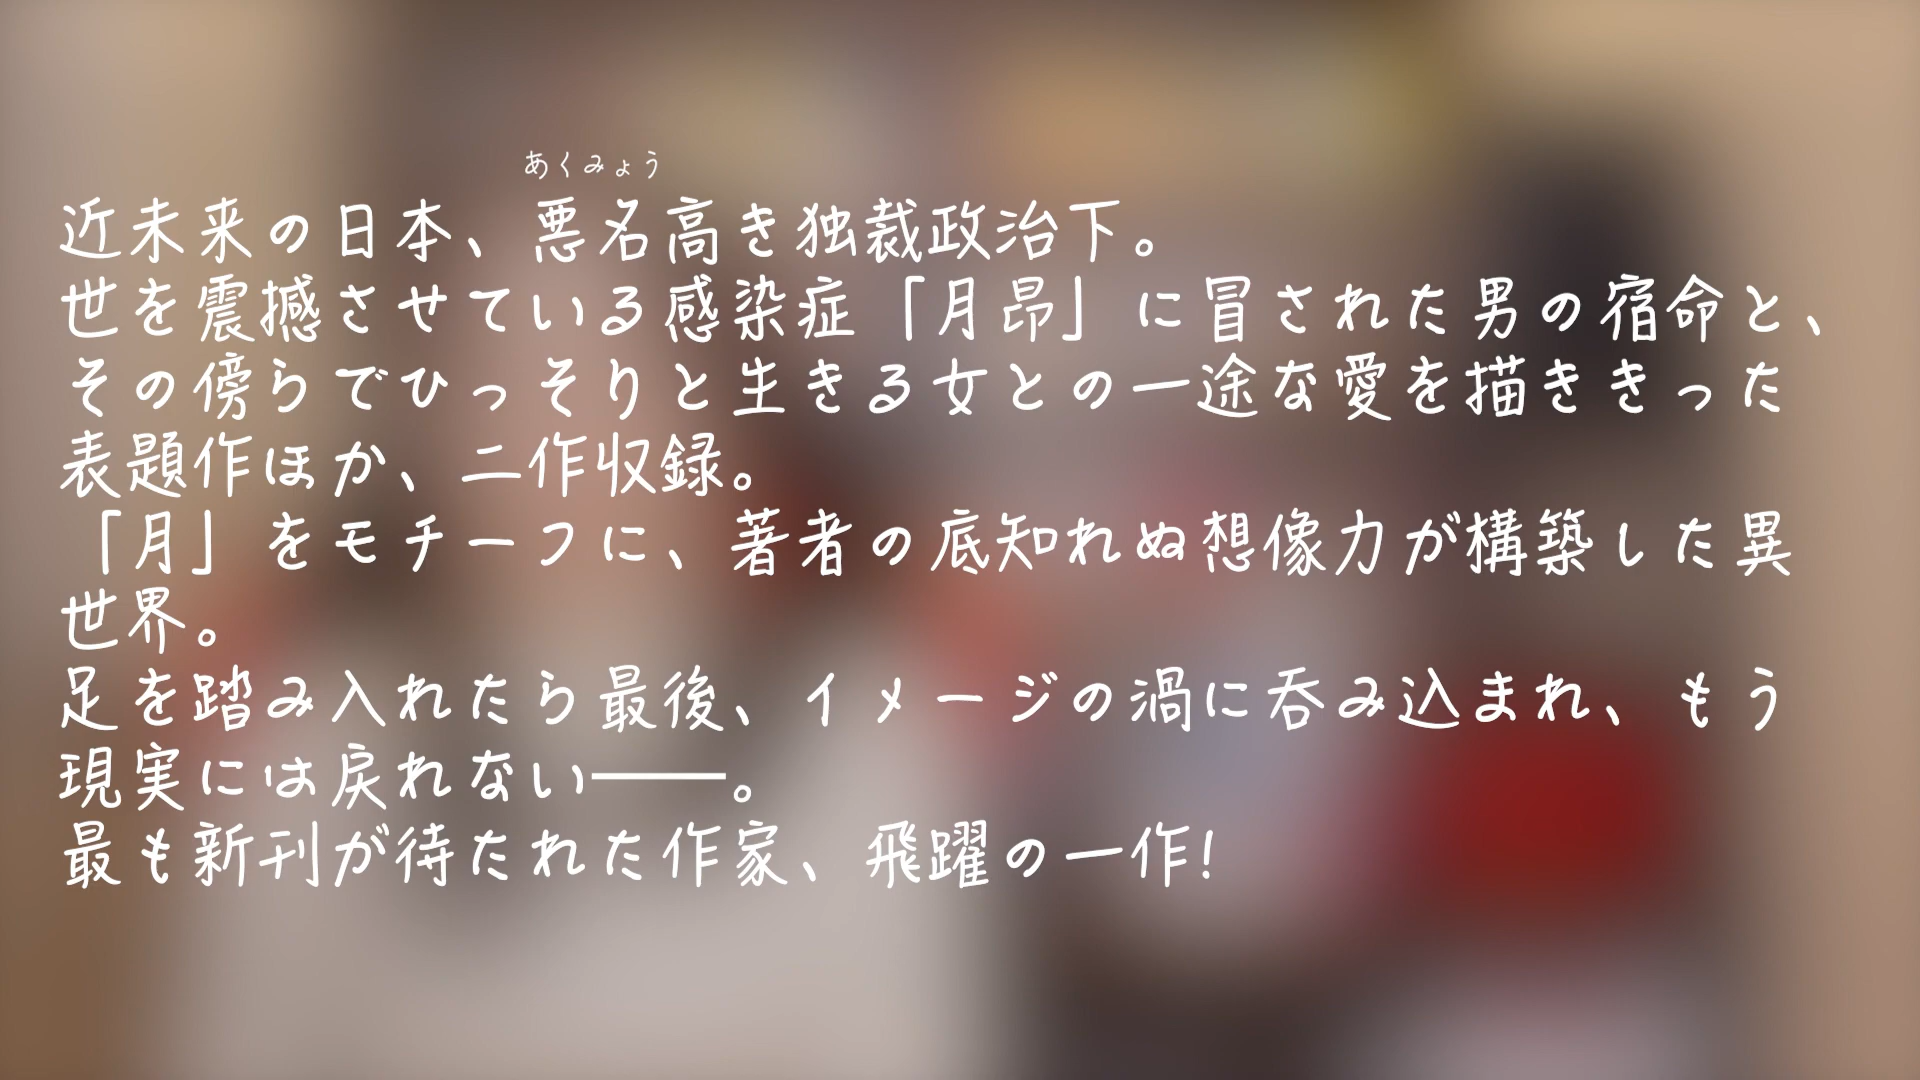 あくみょう
近未来の日本、悪名高き独裁政治下。
世を震撼させている感染症「月昂」に冒された男の宿命と、
その傍らでひっそりと生きる女との一途な愛を描ききった
表題作ほか、二作収録。
「月」をモチーフに、著者の底知れぬ想像力が構築した異
世界。
足を踏み入れたら最後、イメージの渦に呑み込まれ、もう
現実には戻れない――。
最も新刊が待たれた作家、飛躍の一作!